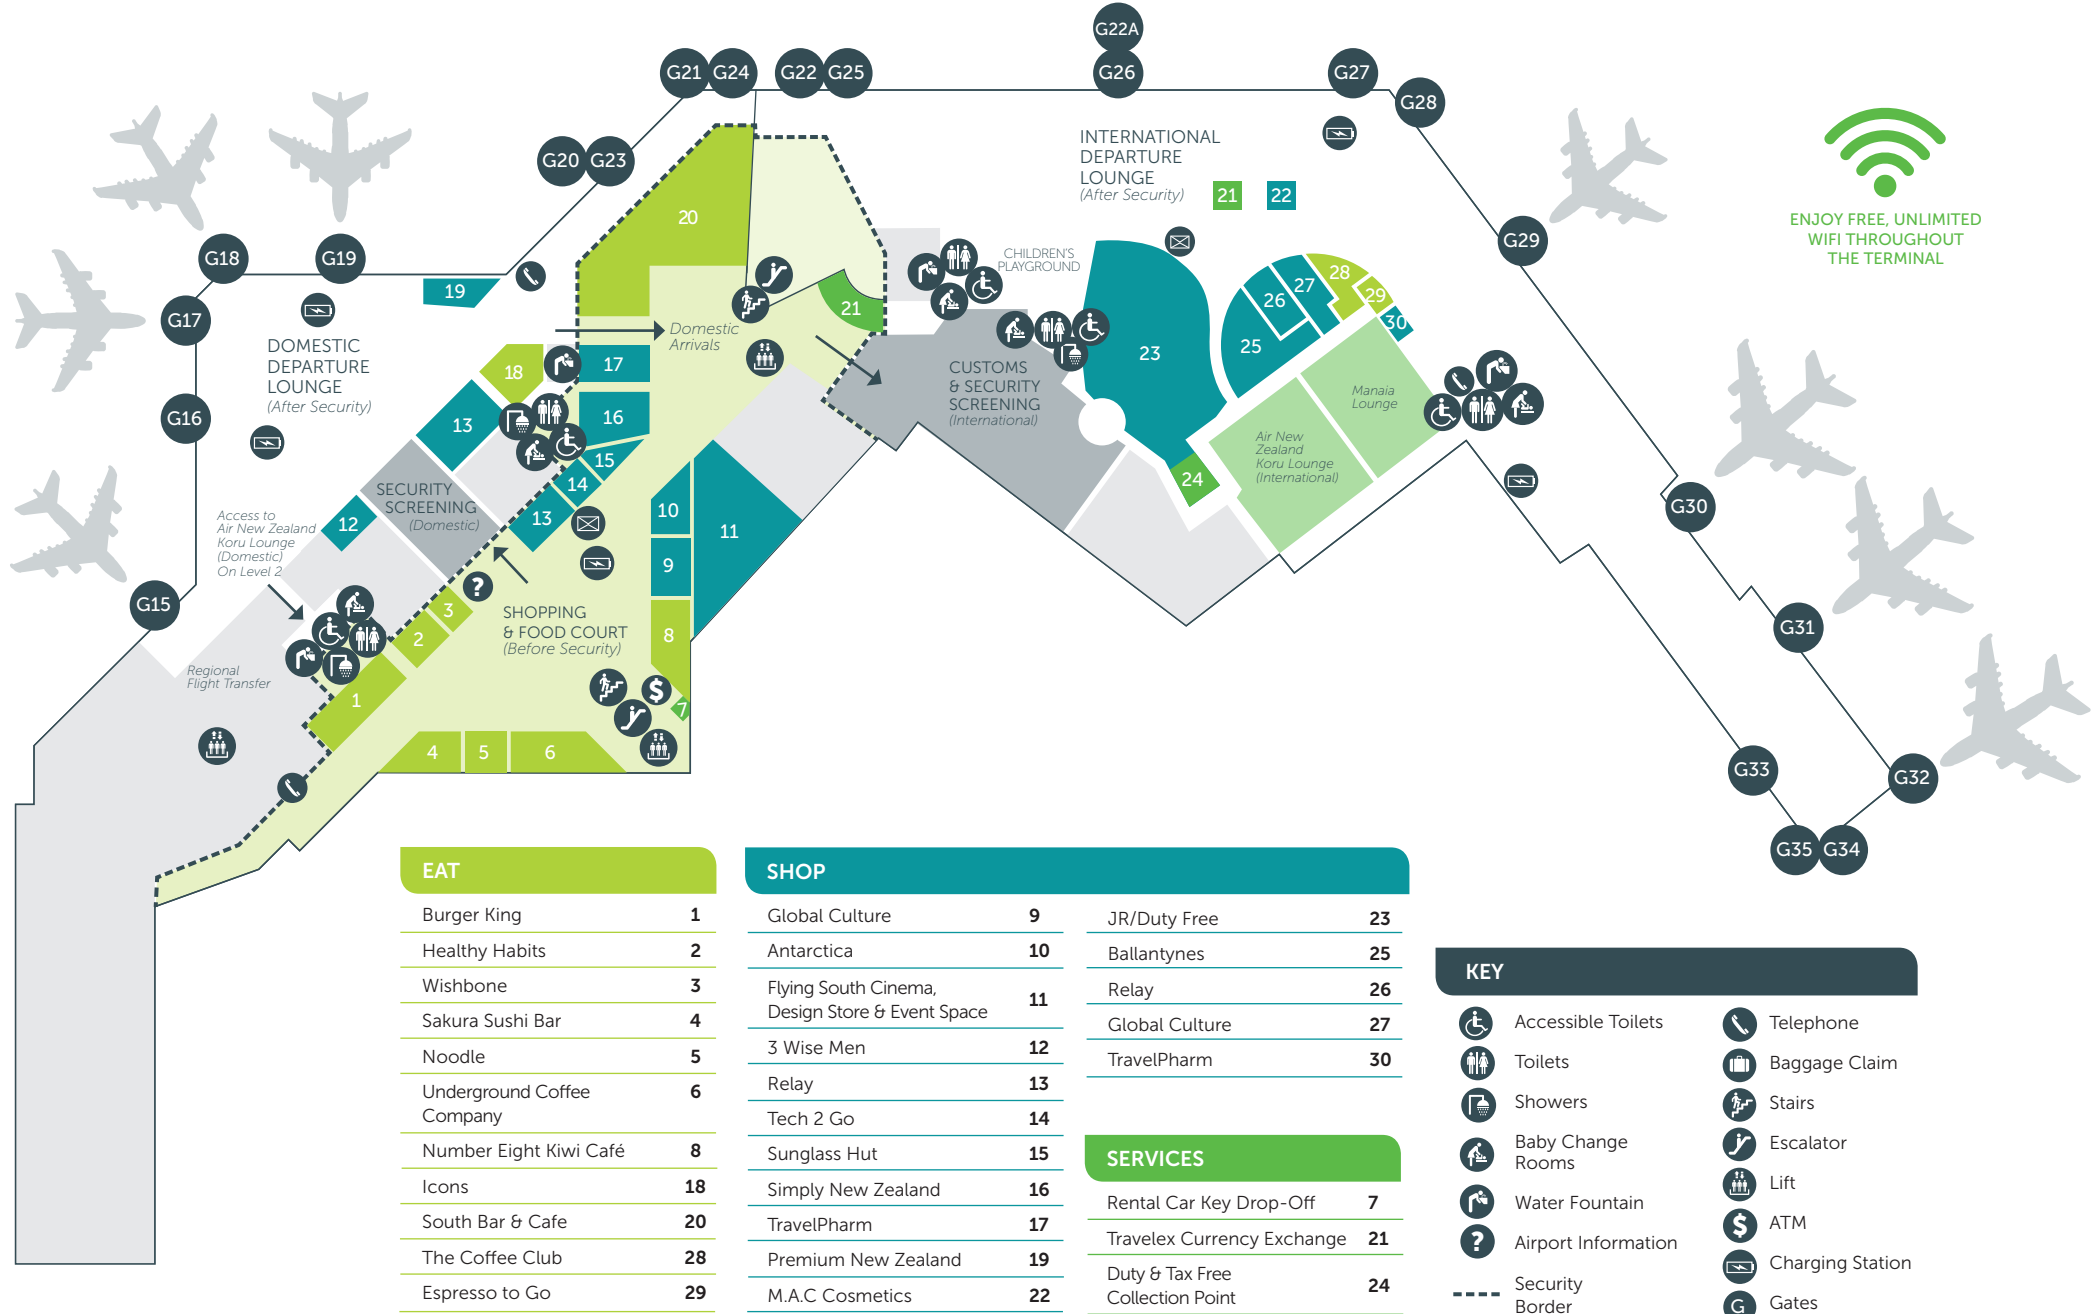 G22A
G21
G24
G22
G25
G26
G27
G28
G20
G23
G18
G19
G17
G16
G15
G29
G30
G31
G32
G33
G35
G34
ENJOY FREE, UNLIMITED
WIFI THROUGHOUT
THE TERMINAL
INTERNATIONAL
DEPARTURE
LOUNGE
(After Security)
21
22
CHILDREN'S
PLAYGROUND
20
19
21
28
27
26
29
30
25
23
Domestic
Arrivals
DOMESTIC
DEPARTURE
LOUNGE
(After Security)
18
17
16
13
15
14
13
CUSTOMS
& SECURITY
SCREENING
(International)
Manaia
Lounge
Air New
Zealand
Koru Lounge
(International)
24
SECURITY
SCREENING
(Domestic)
12
Access to
Air New Zealand
Koru Lounge
(Domestic)
On Level 2
10
11
9
8
7
?
3
2
1
SHOPPING
& FOOD COURT
(Before Security)
$
Regional
Flight Transfer
4
5
6
EAT
Burger King 1
Healthy Habits 2
Wishbone 3
Sakura Sushi Bar 4
Noodle 5
Underground Coffee 6
Company
Number Eight Kiwi Café 8
Icons 18
South Bar & Cafe 20
The Coffee Club 28
Espresso to Go 29
SHOP
Global Culture 9
Antarctica 10
Flying South Cinema,
Design Store & Event Space 11
3 Wise Men 12
Relay 13
Tech 2 Go 14
Sunglass Hut 15
Simply New Zealand 16
TravelPharm 17
Premium New Zealand 19
M.A.C Cosmetics 22
JR/Duty Free 23
Ballantynes 25
Relay 26
Global Culture 27
TravelPharm 30
SERVICES
Rental Car Key Drop-Off 7
Travelex Currency Exchange 21
Duty & Tax Free
Collection Point 24
KEY
Accessible Toilets
Toilets
Showers
Baby Change
Rooms
Water Fountain
? Airport Information
Security
Border
Telephone
Baggage Claim
Stairs
Escalator
Lift
$ ATM
Charging Station
G Gates